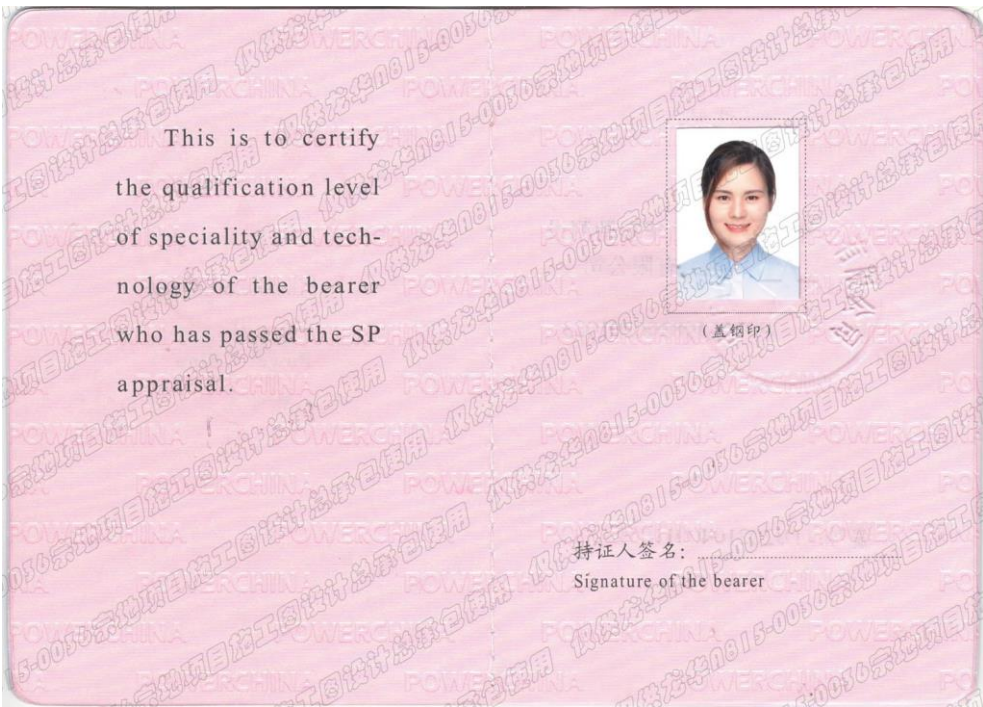 This is to certify
the qualification level
of speciality and tech-
nology of the bearer
who has passed the SP
appraisal.
(盖钢印)
持证人签名:
Signature of the bearer
POWERCHINA
仅供龙华A815-0036宗地项目施工图设计总承包使用